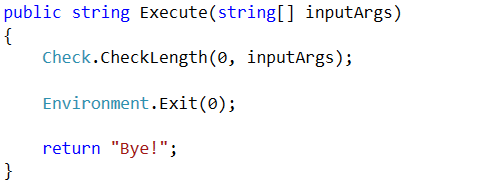 public string Execute(string[] inputArgs)
{
    Check.CheckLength(0, inputArgs);

    Environment.Exit(0);

    return "Bye!";
}